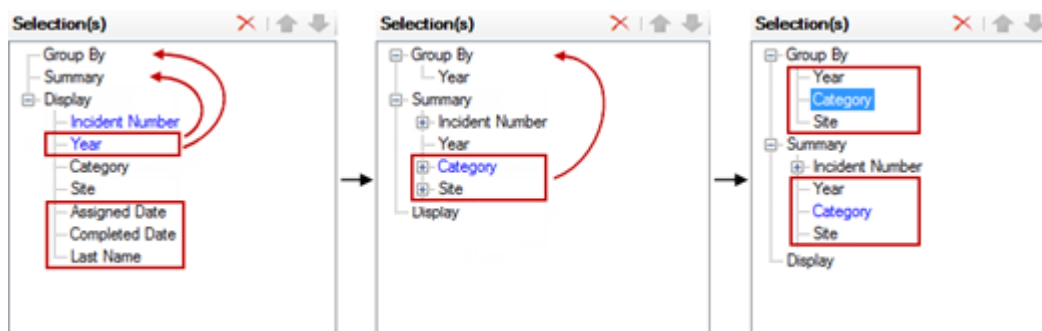 Selection(s)
Group By
Summary
Display
Incident Number
Year
Category
Site
Assigned Date
Completed Date
Last Name
Selection(s)
Group By
Year
Summary
Incident Number
Year
Category
Site
Display
Selection(s)
Group By
Year
Category
Site
Summary
Incident Number
Year
Category
Site
Display